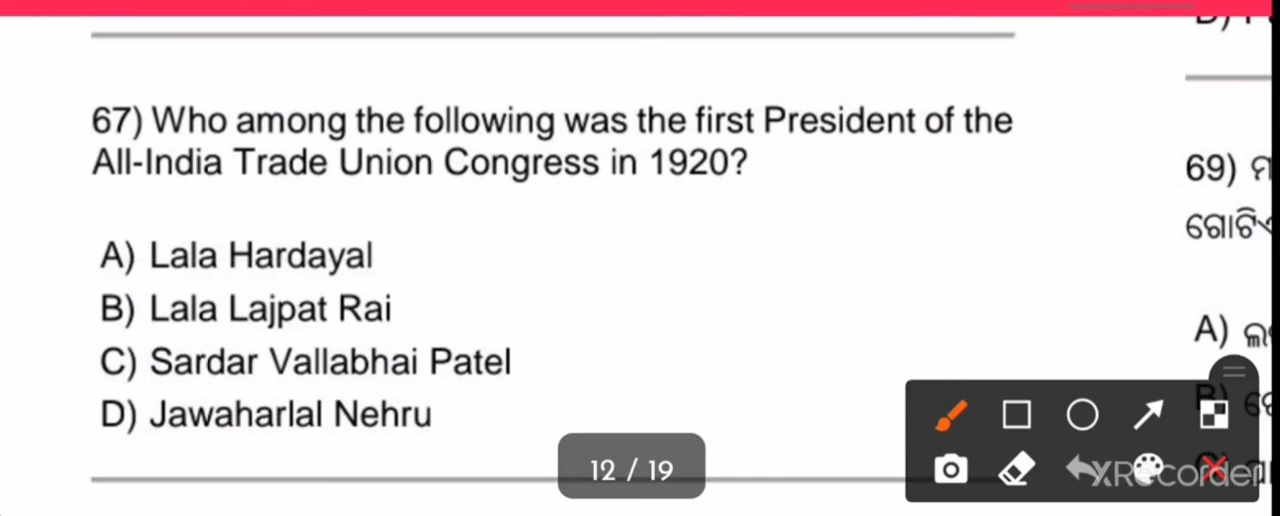 67) Who among the following was the first President of the
All-India Trade Union Congress in 1920?
A) Lala Hardayal
B) Lala Lajpat Rai
C) Sardar Vallabhai Patel
D) Jawaharlal Nehru
12 / 19
69)
A)
B)
XRecorder